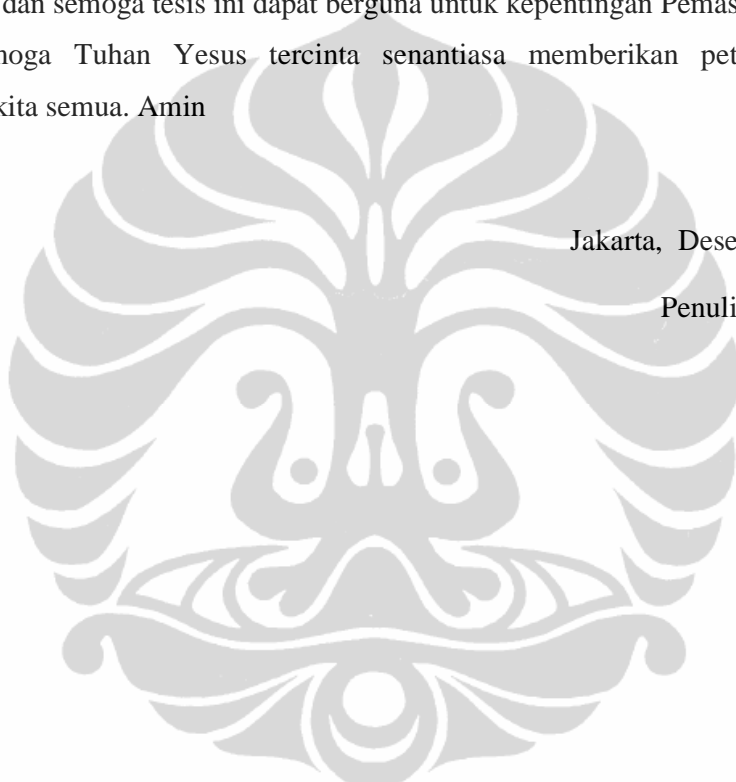 dan semoga tesis ini dapat berguna untuk kepentingan Pemas
moga Tuhan Yesus tercinta senantiasa memberikan pet
kita semua. Amin
Jakarta, Dese
Penuli